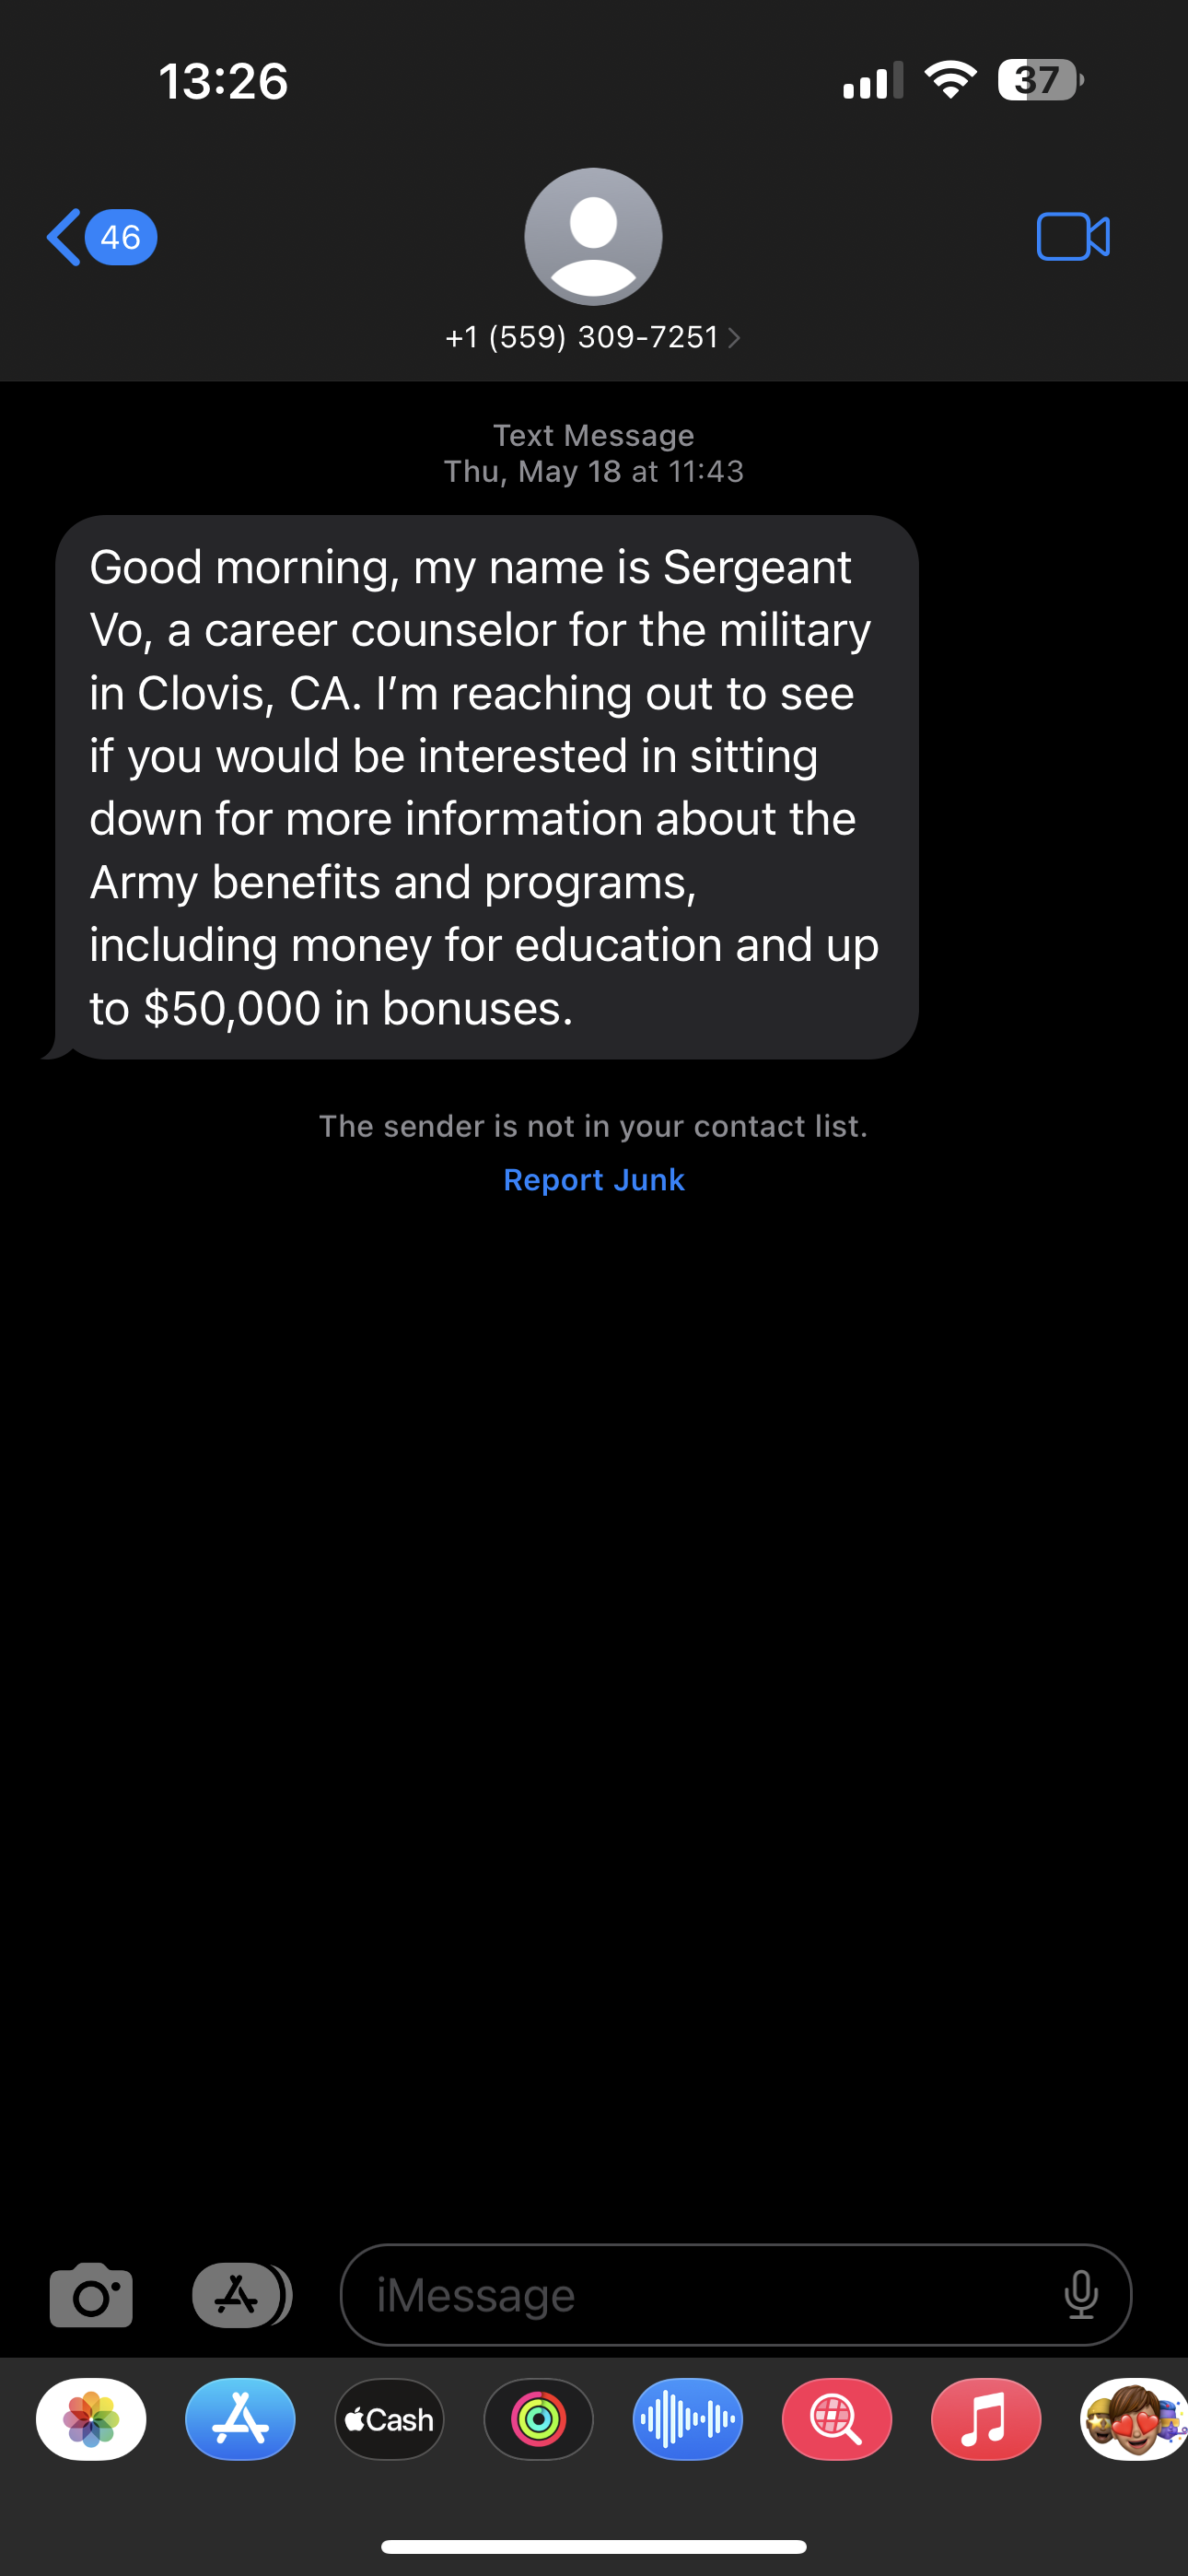 13:26
37
46
+1 (559) 309-7251
Text Message
Thu, May 18 at 11:43
Good morning, my name is Sergeant
Vo, a career counselor for the military
in Clovis, CA. I’m reaching out to see
if you would be interested in sitting
down for more information about the
Army benefits and programs,
including money for education and up
to $50,000 in bonuses.
The sender is not in your contact list.
Report Junk
iMessage
Cash